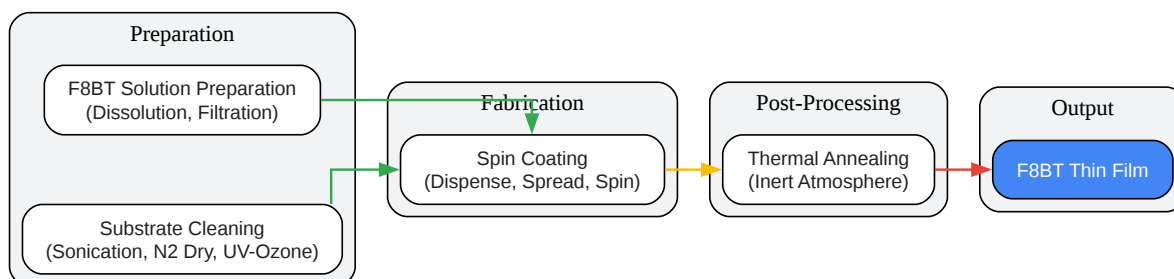 Preparation
F8BT Solution Preparation
(Dissolution, Filtration)
Substrate Cleaning
(Sonication, N2 Dry, UV-Ozone)
Fabrication
Spin Coating
(Dispense, Spread, Spin)
Post-Processing
Thermal Annealing
(Inert Atmosphere)
Output
F8BT Thin Film